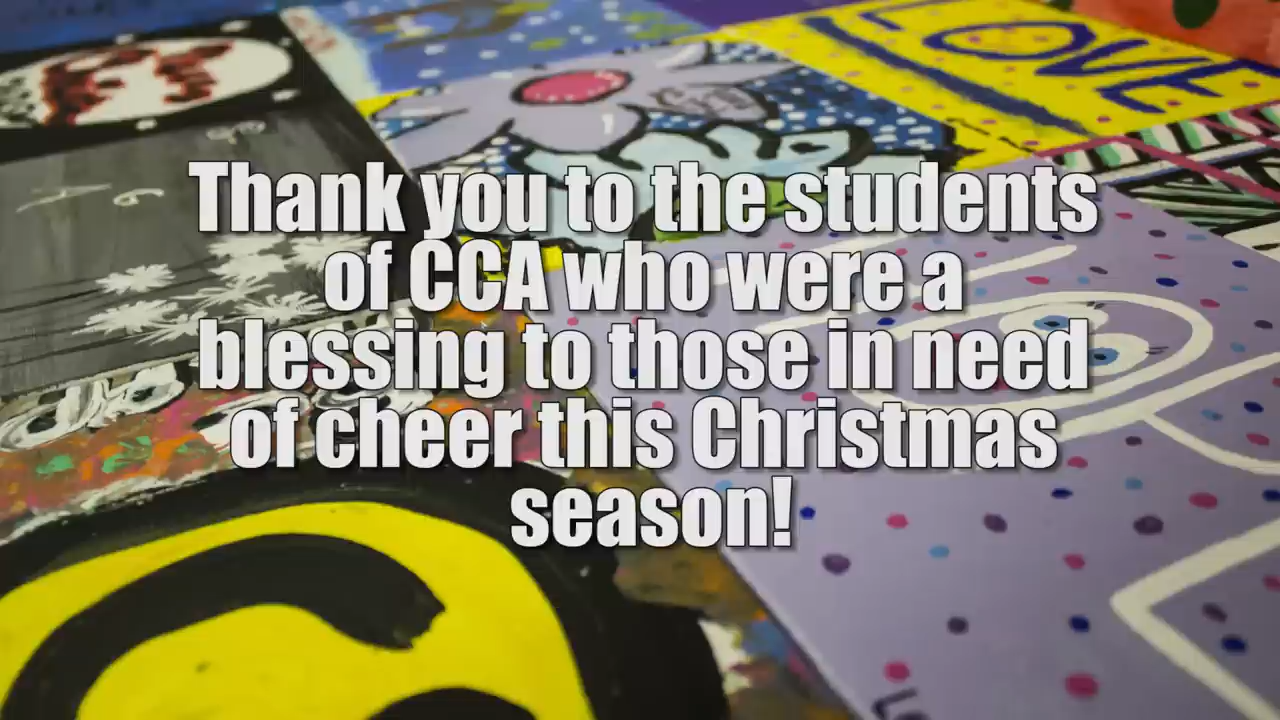 LOVE
Thank you to the students
of CCA who were a
blessing to those in need
of cheer this Christmas
season!